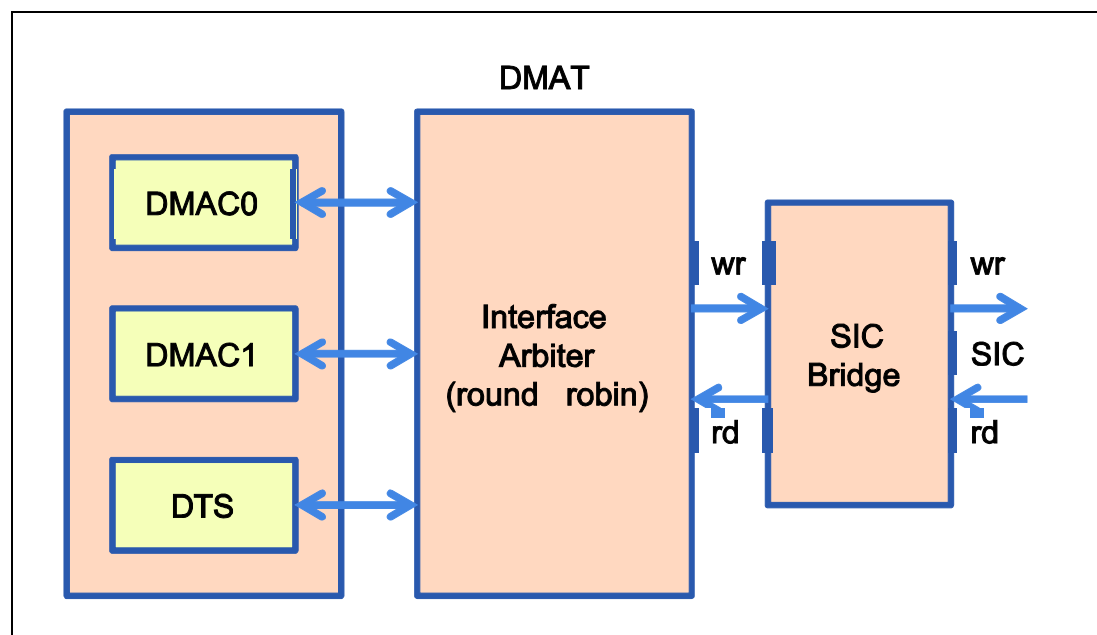 DMAT
DMAC0
DMAC1
DTS
Interface
Arbiter
(round robin)
wr
rd
SIC
Bridge
wr
SIC
rd